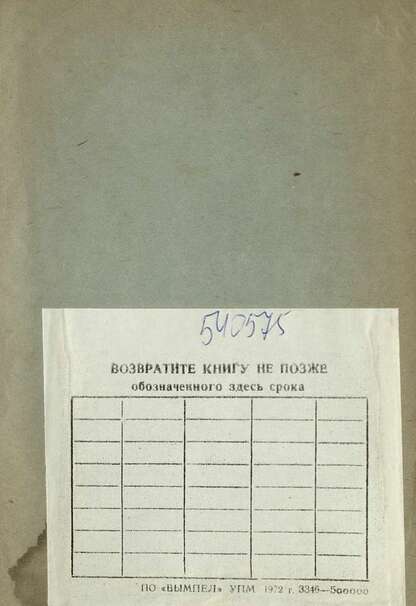 540575
ВОЗВРАТИТЕ КНИГУ НЕ ПОЗЖЕ
обозначенного здесь срока
ПО «ВЫМПЕЛ» УПМ 1972 г. 3346—500000